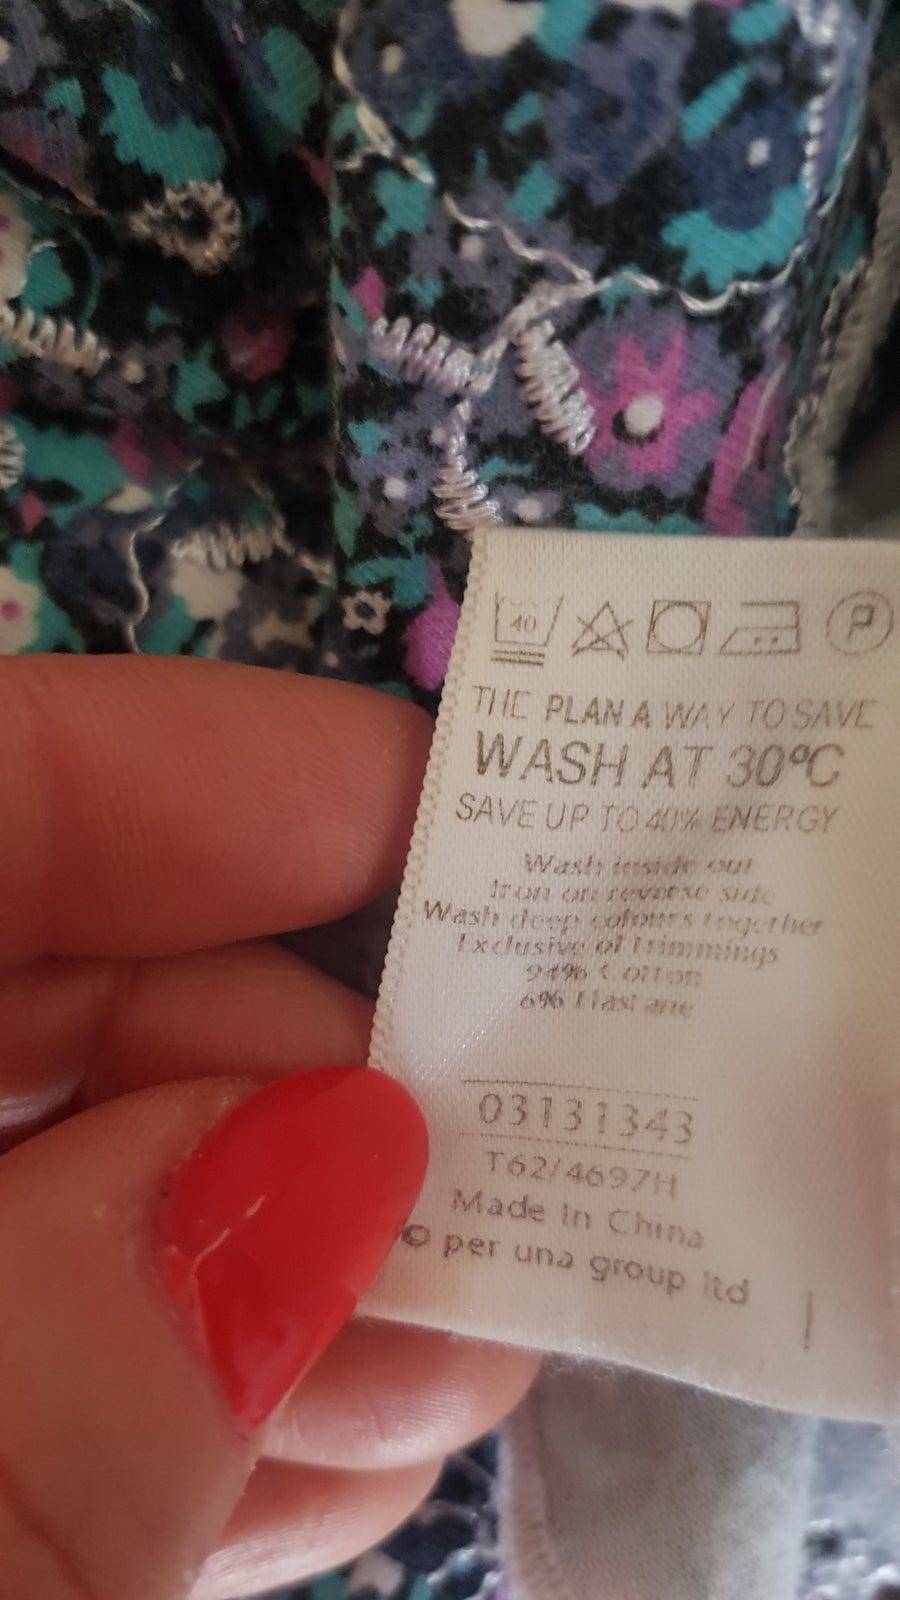 40 P
THE PLAN A WAY TO SAVE
WASH AT 30ºC
SAVE UP TO 40% ENERGY
Wash inside out
Iron on reverse side
Wash deep colours together
Exclusive of trimmings
94% Cotton
6% Elastane
03131343
T62/4697H
Made In China
© per una group ltd